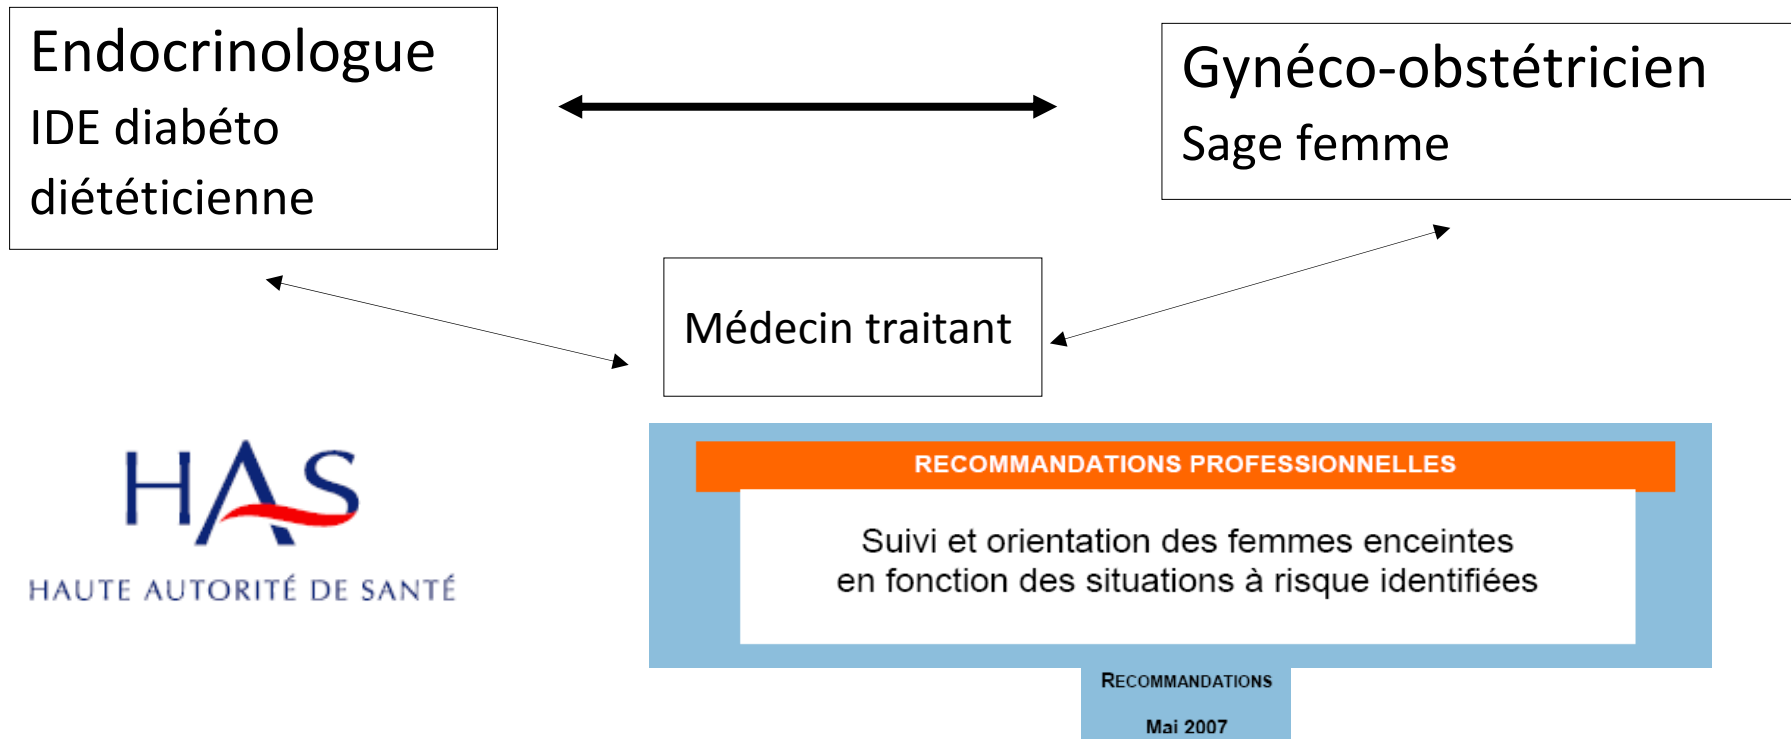 Endocrinologue
IDE diabéto
diététicienne
Gynéco-obstétricien
Sage femme
Médecin traitant
HAS
HAUTE AUTORITÉ DE SANTÉ
RECOMMANDATIONS PROFESSIONNELLES
Suivi et orientation des femmes enceintes
en fonction des situations à risque identifiées
RECOMMANDATIONS
Mai 2007